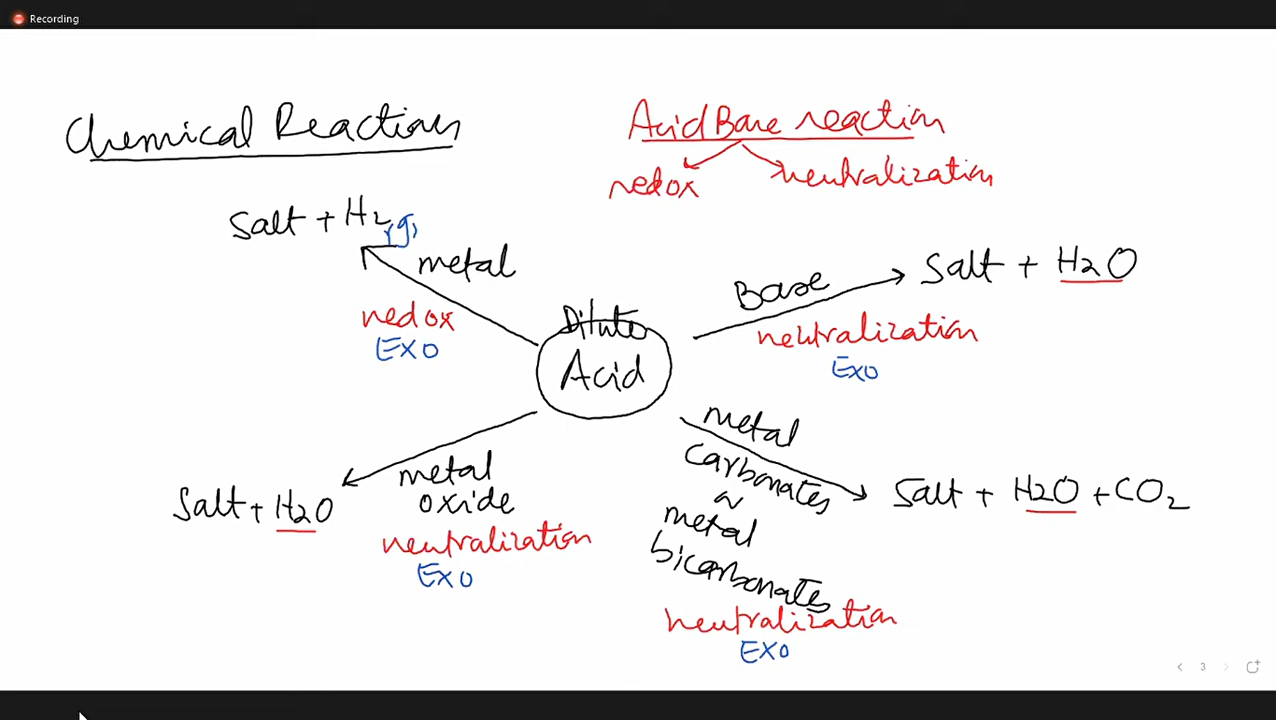 Recording
Chemical Reactions
Acid Base reaction
redox
neutralization
Salt + H2(g)
metal
redox
EXO
Base
Salt + H2O
neutralization
EXO
Dilute
Acid
metal
oxide
Salt + H2O
neutralization
EXO
metal
carbonates
or
metal
bicarbonates
Salt + H2O + CO2
neutralization
EXO
3